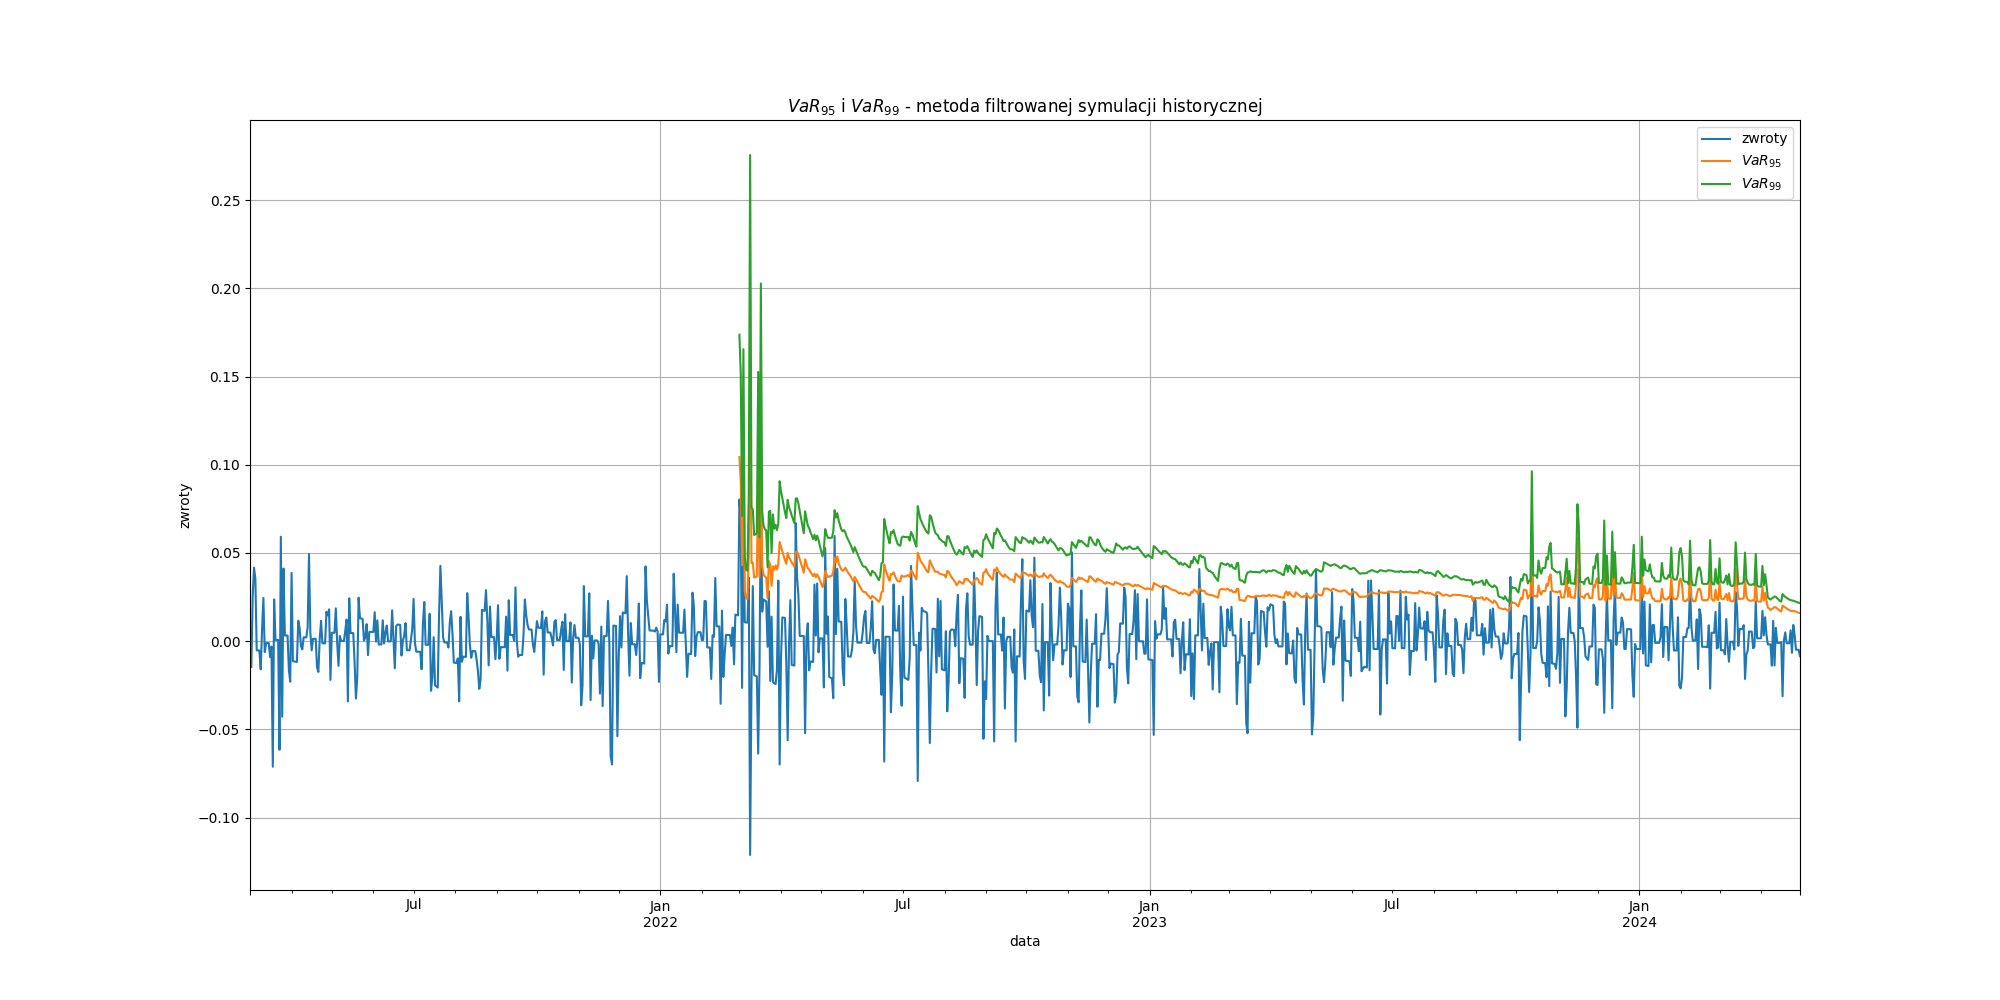 VaR₉₅ i VaR₉₉ - metoda filtrowanej symulacji historycznej
zwroty
VaR₉₅
VaR₉₉
0.25
0.20
0.15
0.10
0.05
0.00
−0.05
−0.10
zwroty
Jul
Jan
2022
Jul
Jan
2023
Jul
Jan
2024
data